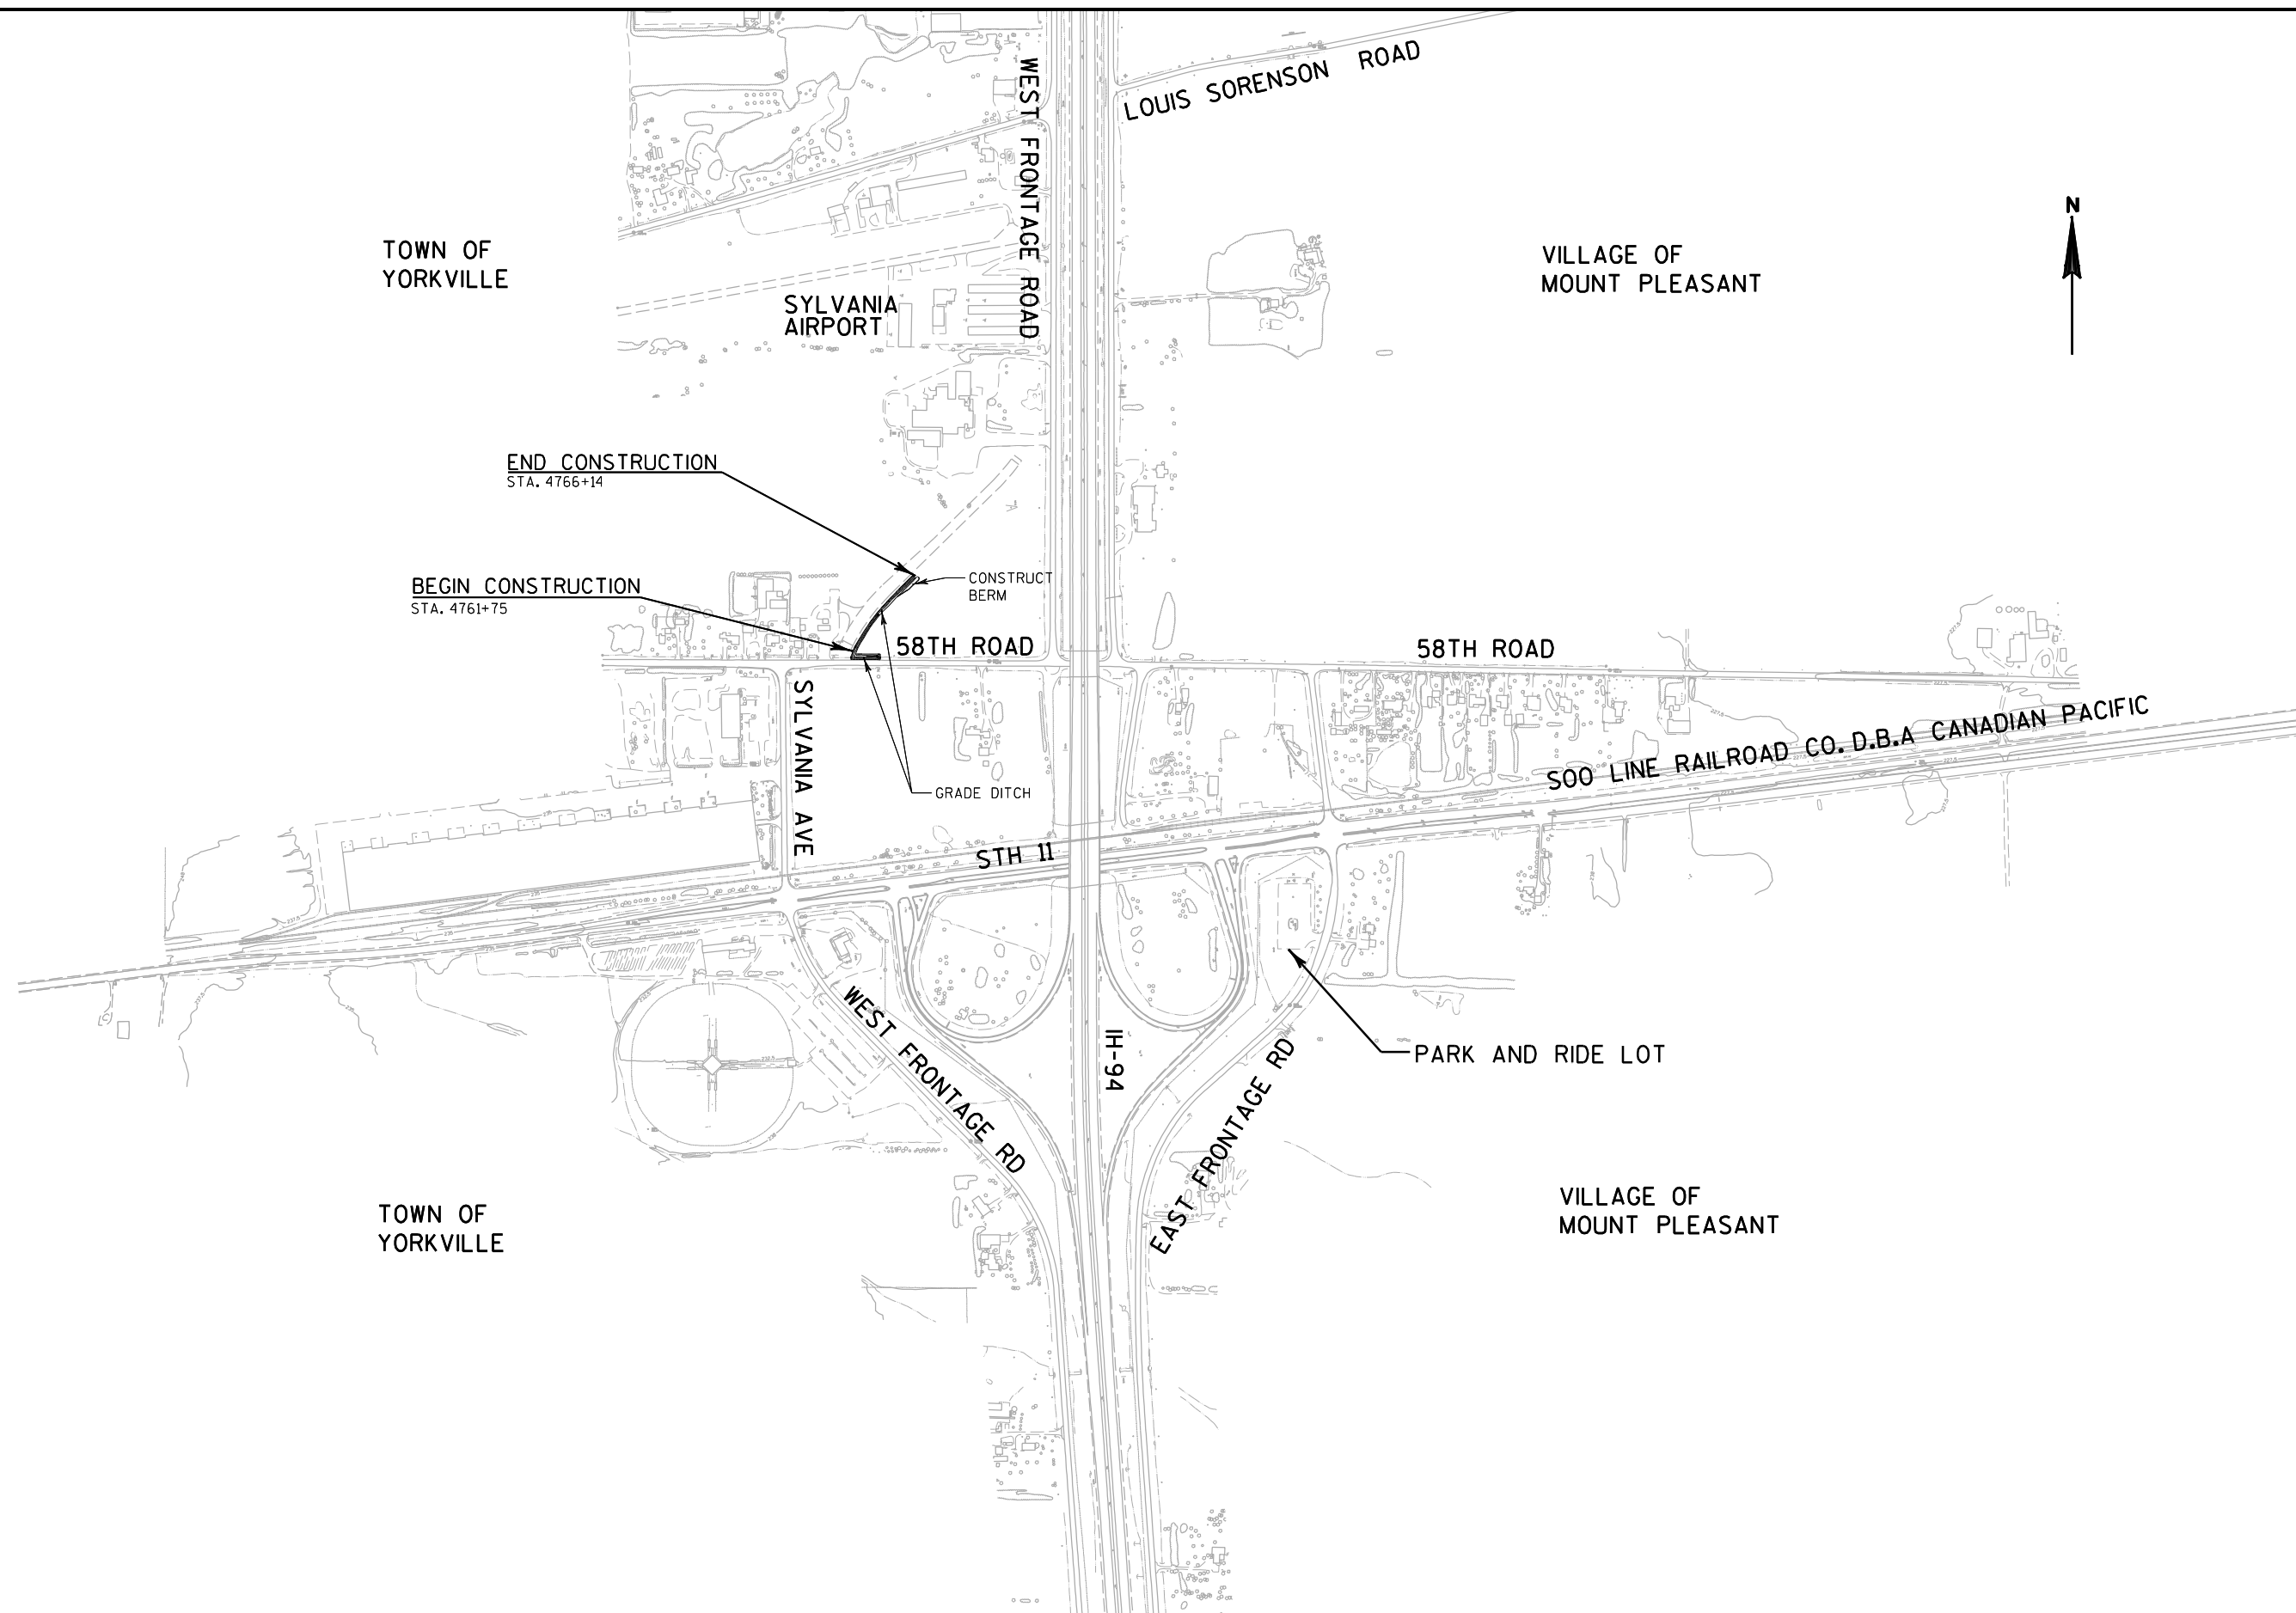 WEST FRONTAGE ROAD
LOUIS SORENSON ROAD
N
TOWN OF
YORKVILLE
VILLAGE OF
MOUNT PLEASANT
SYLVANIA
AIRPORT
END CONSTRUCTION
STA. 4766+14
CONSTRUCT
BERM
BEGIN CONSTRUCTION
STA. 4761+75
58TH ROAD
58TH ROAD
SYLVANIA AVE
GRADE DITCH
SOO LINE RAILROAD CO. D.B.A CANADIAN PACIFIC
STH 11
WEST FRONTAGE RD
IH-94
EAST FRONTAGE RD
PARK AND RIDE LOT
TOWN OF
YORKVILLE
VILLAGE OF
MOUNT PLEASANT